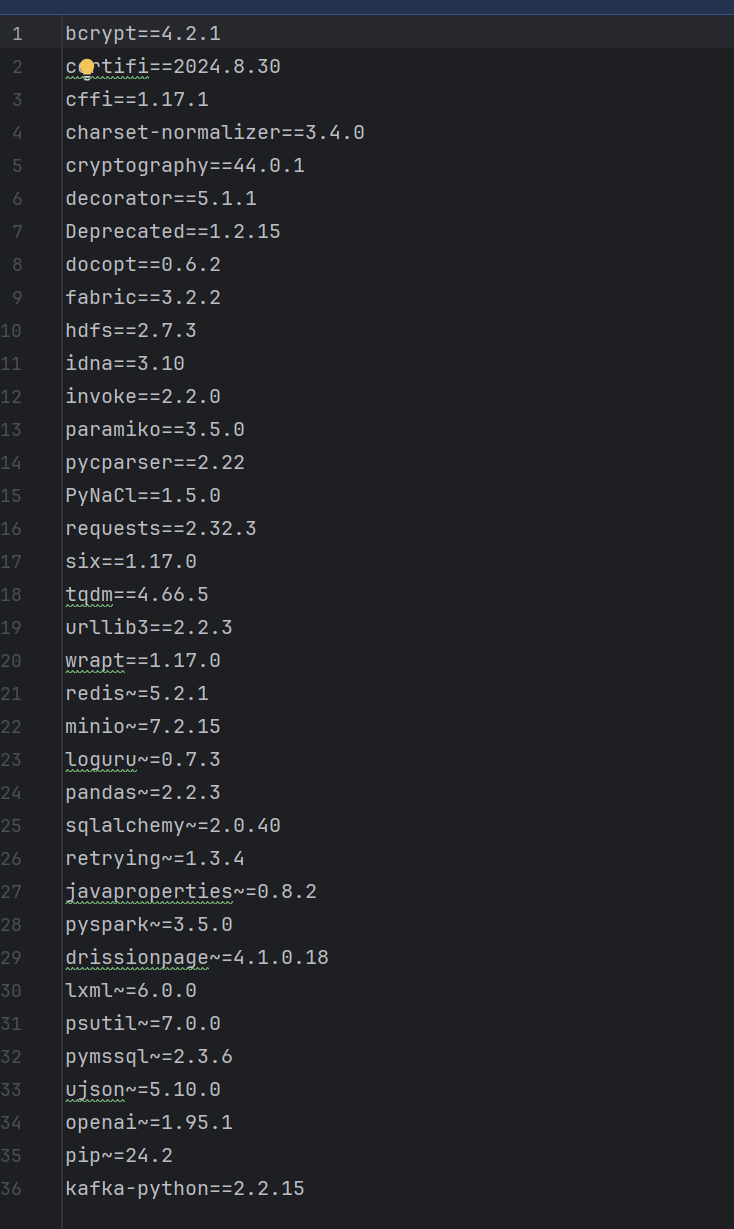 1 bcrypt==4.2.1
2 certifi==2024.8.30
3 cffi==1.17.1
4 charset-normalizer==3.4.0
5 cryptography==44.0.1
6 decorator==5.1.1
7 Deprecated==1.2.15
8 docopt==0.6.2
9 fabric==3.2.2
10 hdfs==2.7.3
11 idna==3.10
12 invoke==2.2.0
13 paramiko==3.5.0
14 pycparser==2.22
15 PyNaCl==1.5.0
16 requests==2.32.3
17 six==1.17.0
18 tqdm==4.66.5
19 urllib3==2.2.3
20 wrapt==1.17.0
21 redis~=5.2.1
22 minio~=7.2.15
23 loguru~=0.7.3
24 pandas~=2.2.3
25 sqlalchemy~=2.0.40
26 retrying~=1.3.4
27 javaproperties~=0.8.2
28 pyspark~=3.5.0
29 drissionpage~=4.1.0.18
30 lxml~=6.0.0
31 psutil~=7.0.0
32 pymssql~=2.3.6
33 ujson~=5.10.0
34 openai~=1.95.1
35 pip~=24.2
36 kafka-python==2.2.15